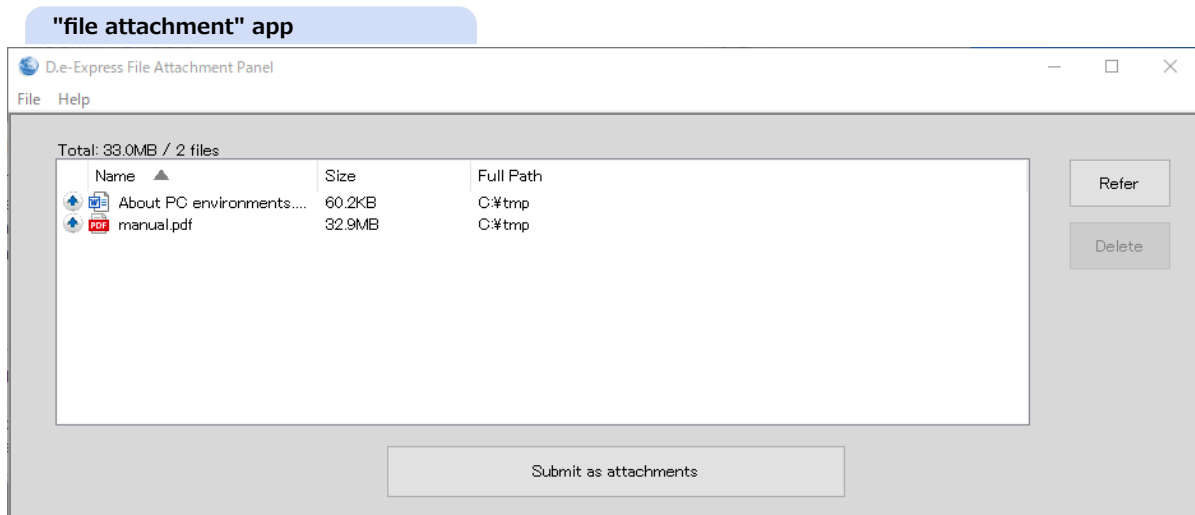 "file attachment" app
D.e-Express File Attachment Panel
File Help
Total: 33.0MB / 2 files
Name Size Full Path
About PC environments.... 60.2KB C:¥tmp
PDF manual.pdf 32.9MB C:¥tmp
Refer
Delete
Submit as attachments